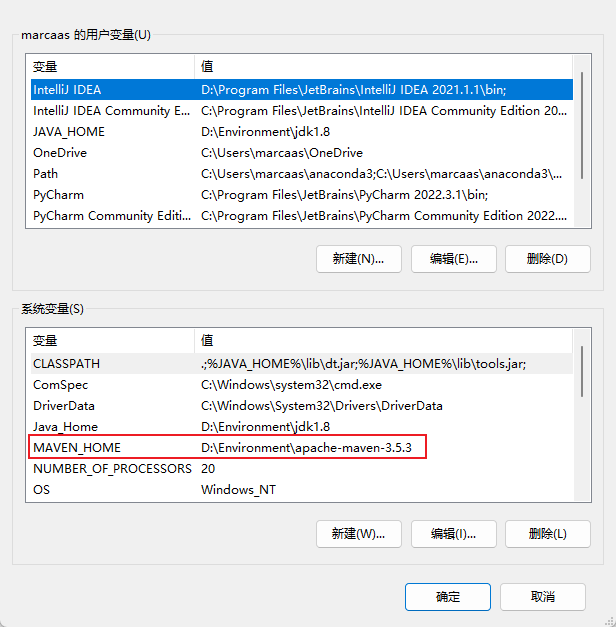 marcaas 的用户变量(U)
变量 值
IntelliJ IDEA D:\Program Files\JetBrains\IntelliJ IDEA 2021.1.1\bin;
IntelliJ IDEA Community E... C:\Program Files\JetBrains\IntelliJ IDEA Community Edition 20...
JAVA_HOME D:\Environment\jdk1.8
OneDrive C:\Users\marcaas\OneDrive
Path C:\Users\marcaas\anaconda3;C:\Users\marcaas\anaconda3\...
PyCharm C:\Program Files\JetBrains\PyCharm 2022.3.1\bin;
PyCharm Community Editi... C:\Program Files\JetBrains\PyCharm Community Edition 2022....
新建(N)... 编辑(E)... 删除(D)
系统变量(S)
变量 值
CLASSPATH .;%JAVA_HOME%\lib\dt.jar;%JAVA_HOME%\lib\tools.jar;
ComSpec C:\Windows\system32\cmd.exe
DriverData C:\Windows\System32\Drivers\DriverData
Java_Home D:\Environment\jdk1.8
MAVEN_HOME D:\Environment\apache-maven-3.5.3
NUMBER_OF_PROCESSORS 20
OS Windows_NT
新建(W)... 编辑(I)... 删除(L)
确定 取消